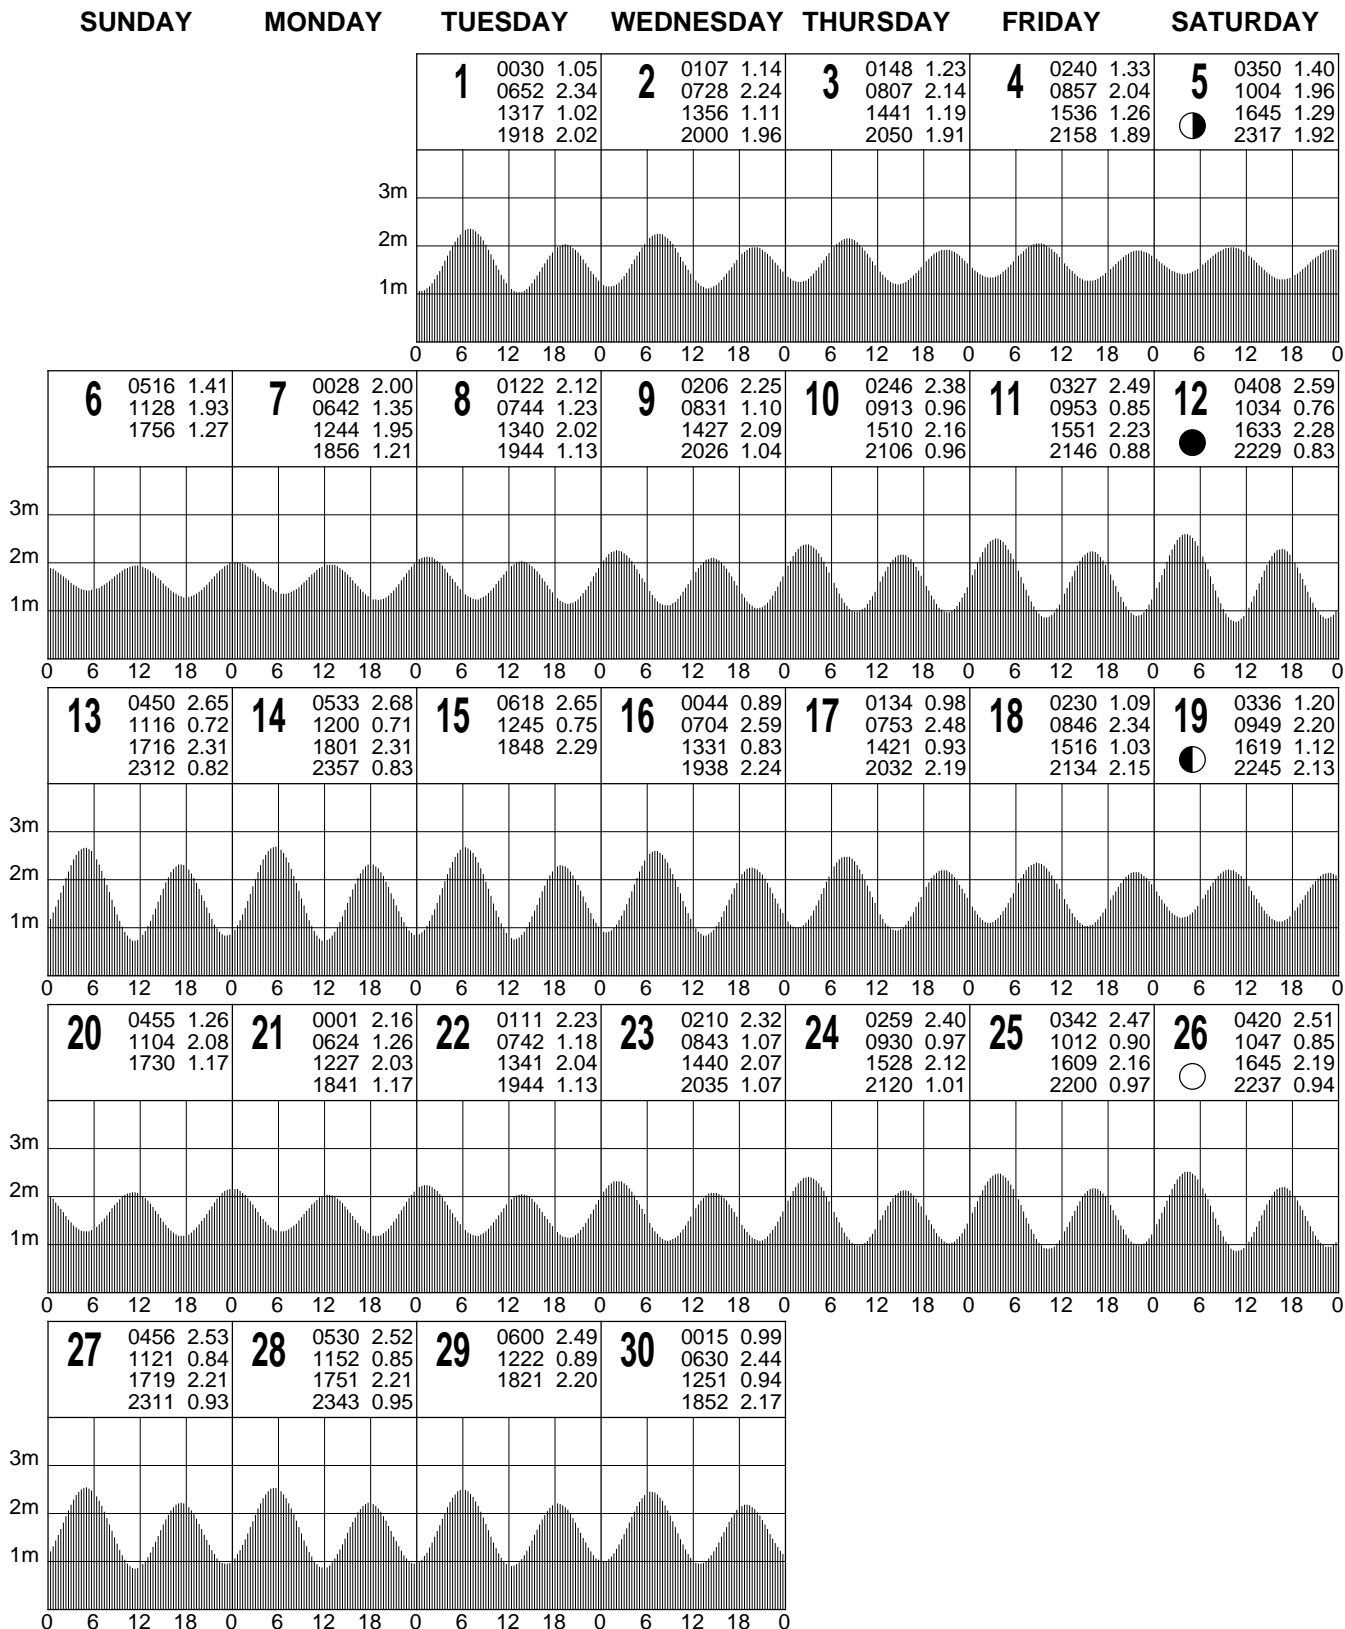 SUNDAY MONDAY TUESDAY WEDNESDAY THURSDAY FRIDAY SATURDAY
1 0030 1.05
0652 2.34
1317 1.02
1918 2.02
2 0107 1.14
0728 2.24
1356 1.11
2000 1.96
3 0148 1.23
0807 2.14
1441 1.19
2050 1.91
4 0240 1.33
0857 2.04
1536 1.26
2158 1.89
5 0350 1.40
1004 1.96
1645 1.29
2317 1.92
3m
2m
1m
0 6 12 18 0 6 12 18 0 6 12 18 0 6 12 18 0 6 12 18 0
6 0516 1.41
1128 1.93
1756 1.27
7 0028 2.00
0642 1.35
1244 1.95
1856 1.21
8 0122 2.12
0744 1.23
1340 2.02
1944 1.13
9 0206 2.25
0831 1.10
1427 2.09
2026 1.04
10 0246 2.38
0913 0.96
1510 2.16
2106 0.96
11 0327 2.49
0953 0.85
1551 2.23
2146 0.88
12 0408 2.59
1034 0.76
1633 2.28
2229 0.83
3m
2m
1m
0 6 12 18 0 6 12 18 0 6 12 18 0 6 12 18 0 6 12 18 0 6 12 18 0 6 12 18 0
13 0450 2.65
1116 0.72
1716 2.31
2312 0.82
14 0533 2.68
1200 0.71
1801 2.31
2357 0.83
15 0618 2.65
1245 0.75
1848 2.29
16 0044 0.89
0704 2.59
1331 0.83
1938 2.24
17 0134 0.98
0753 2.48
1421 0.93
2032 2.19
18 0230 1.09
0846 2.34
1516 1.03
2134 2.15
19 0336 1.20
0949 2.20
1619 1.12
2245 2.13
3m
2m
1m
0 6 12 18 0 6 12 18 0 6 12 18 0 6 12 18 0 6 12 18 0 6 12 18 0 6 12 18 0
20 0455 1.26
1104 2.08
1730 1.17
21 0001 2.16
0624 1.26
1227 2.03
1841 1.17
22 0111 2.23
0742 1.18
1341 2.04
1944 1.13
23 0210 2.32
0843 1.07
1440 2.07
2035 1.07
24 0259 2.40
0930 0.97
1528 2.12
2120 1.01
25 0342 2.47
1012 0.90
1609 2.16
2200 0.97
26 0420 2.51
1047 0.85
1645 2.19
2237 0.94
3m
2m
1m
0 6 12 18 0 6 12 18 0 6 12 18 0 6 12 18 0 6 12 18 0 6 12 18 0 6 12 18 0
27 0456 2.53
1121 0.84
1719 2.21
2311 0.93
28 0530 2.52
1152 0.85
1751 2.21
2343 0.95
29 0600 2.49
1222 0.89
1821 2.20
30 0015 0.99
0630 2.44
1251 0.94
1852 2.17
3m
2m
1m
0 6 12 18 0 6 12 18 0 6 12 18 0 6 12 18 0